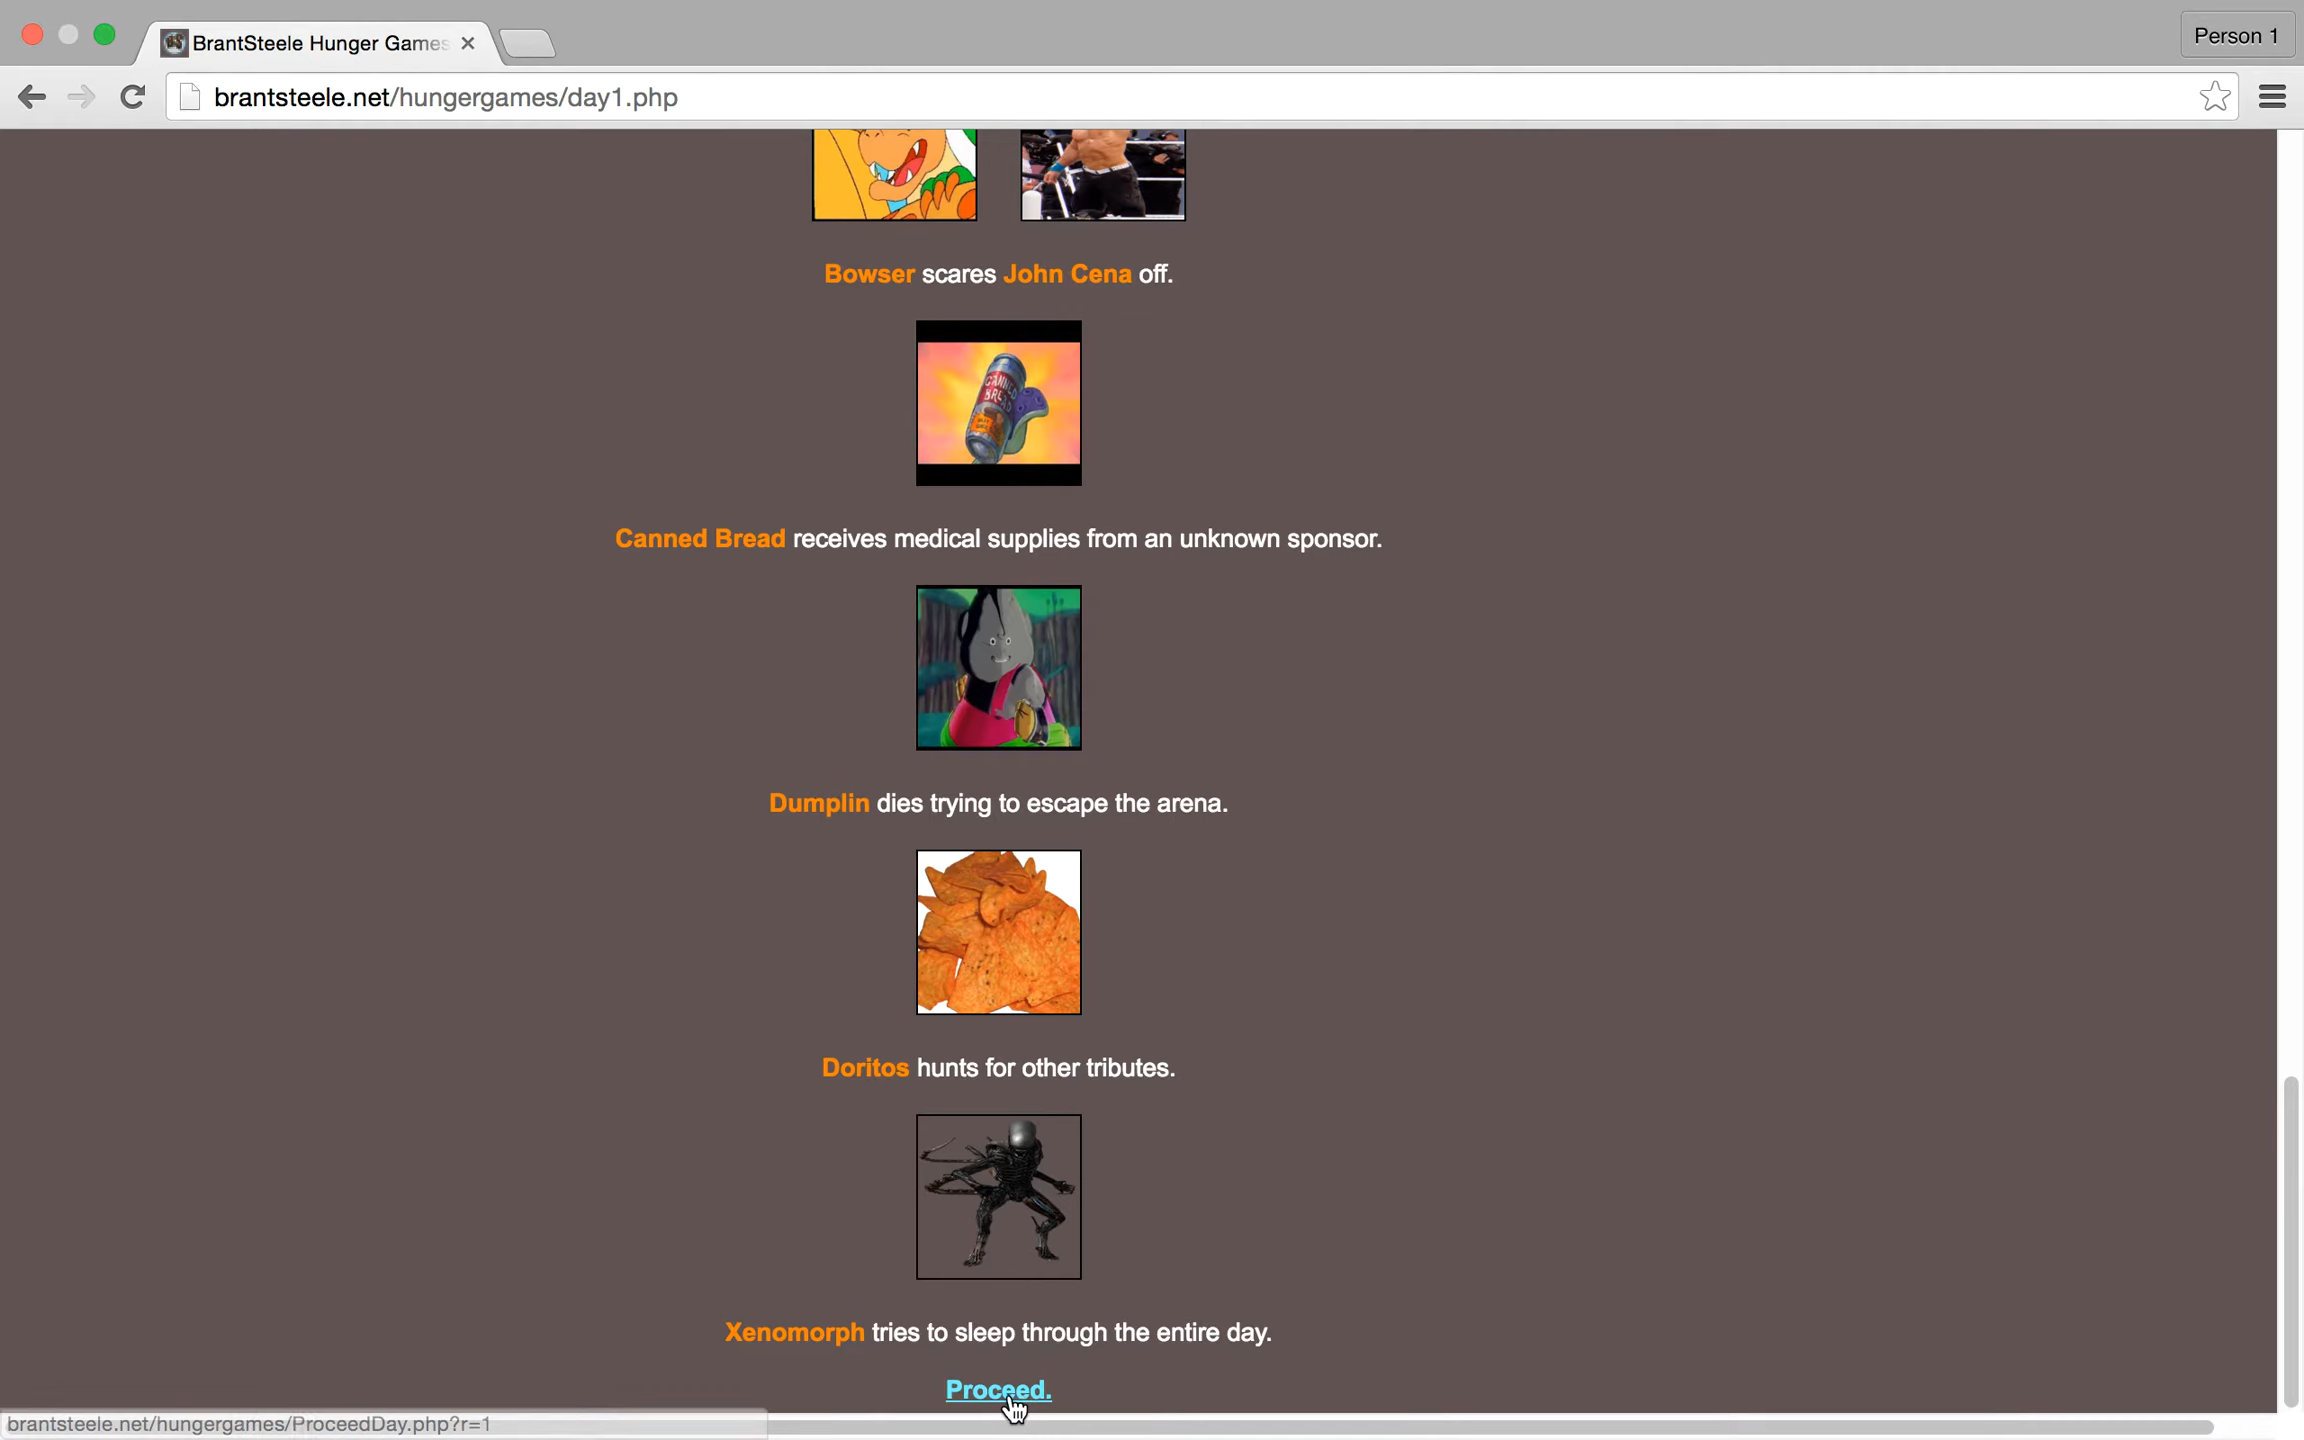 BrantSteele Hunger Games
Person 1
brantsteele.net/hungergames/day1.php
Bowser scares John Cena off.
CANNED
BREAD
Canned Bread receives medical supplies from an unknown sponsor.
Dumplin dies trying to escape the arena.
Doritos hunts for other tributes.
Xenomorph tries to sleep through the entire day.
Proceed.
brantsteele.net/hungergames/ProceedDay.php?r=1